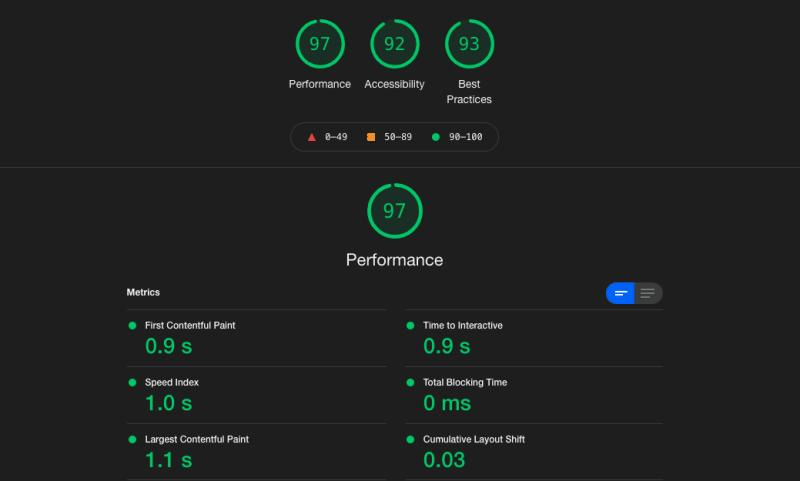 97 92 93
Performance Accessibility Best
Practices
0–49 50–89 90–100
97
Performance
Metrics
First Contentful Paint
0.9 s
Time to Interactive
0.9 s
Speed Index
1.0 s
Total Blocking Time
0 ms
Largest Contentful Paint
1.1 s
Cumulative Layout Shift
0.03